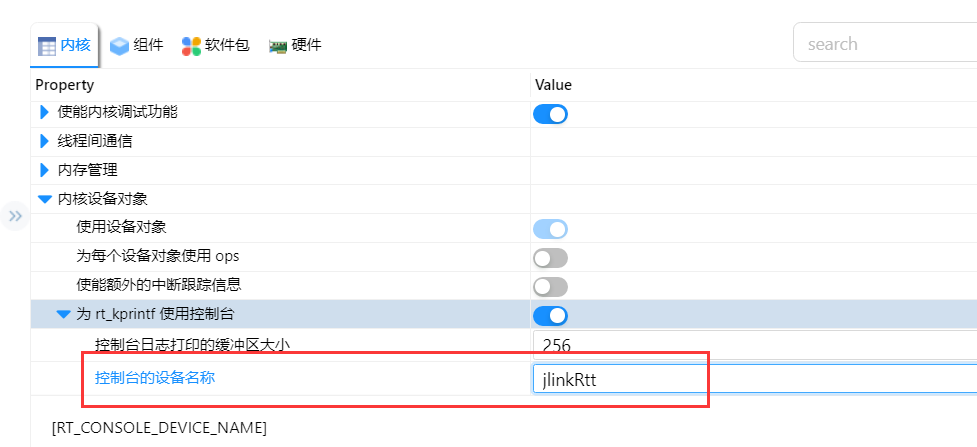 内核 组件 软件包 硬件 search
Property Value
使能内核调试功能
线程间通信
内存管理
内核设备对象
使用设备对象
为每个设备对象使用 ops
使能额外的中断跟踪信息
为 rt_kprintf 使用控制台
控制台日志打印的缓冲区大小 256
控制台的设备名称 jlinkRtt
[RT_CONSOLE_DEVICE_NAME]